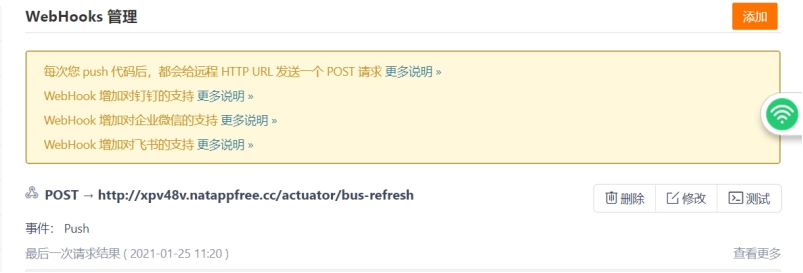 WebHooks 管理
添加
每次您 push 代码后，都会给远程 HTTP URL 发送一个 POST 请求 更多说明 »
WebHook 增加对钉钉的支持 更多说明 »
WebHook 增加对企业微信的支持 更多说明 »
WebHook 增加对飞书的支持 更多说明 »
POST → http://xpv48v.natappfree.cc/actuator/bus-refresh
删除 修改 测试
事件： Push
最后一次请求结果 ( 2021-01-25 11:20 ) 查看更多